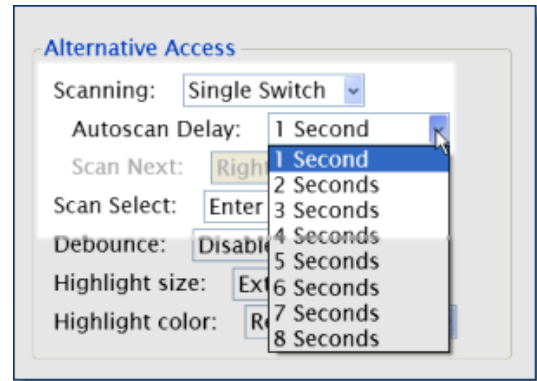 Alternative Access
Scanning: Single Switch
Autoscan Delay: 1 Second
Scan Next: Right
1 Second
2 Seconds
Scan Select: Enter
3 Seconds
4 Seconds
Debounce:
5 Seconds
Highlight size:
6 Seconds
7 Seconds
Highlight color:
8 Seconds